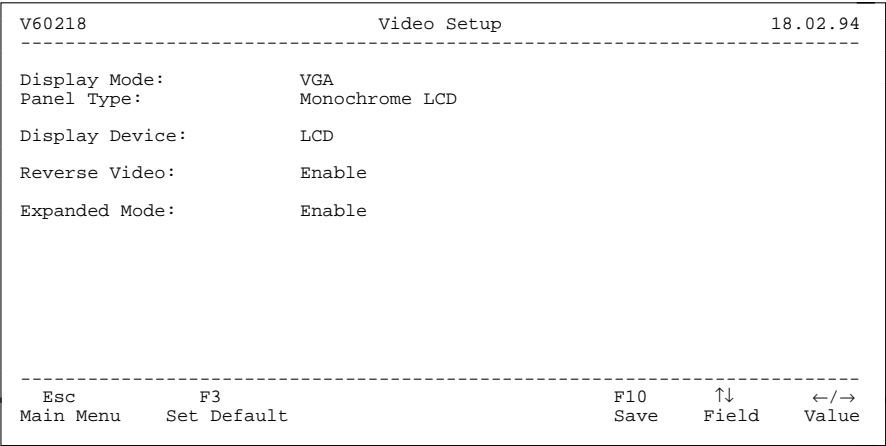 V60218 Video Setup 18.02.94
--------------------------------------------------------------------------
Display Mode: VGA
Panel Type: Monochrome LCD
Display Device: LCD
Reverse Video: Enable
Expanded Mode: Enable
--------------------------------------------------------------------------
Esc F3 F10 ↑↓ ←/→
Main Menu Set Default Save Field Value